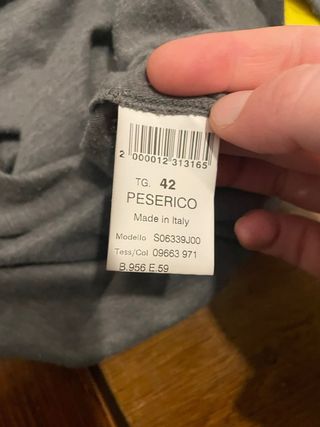 2 000012 313165
TG. 42
PESERICO
Made in Italy
Modello S06339J00
Tess/Col 09663 971
B.956 E.59